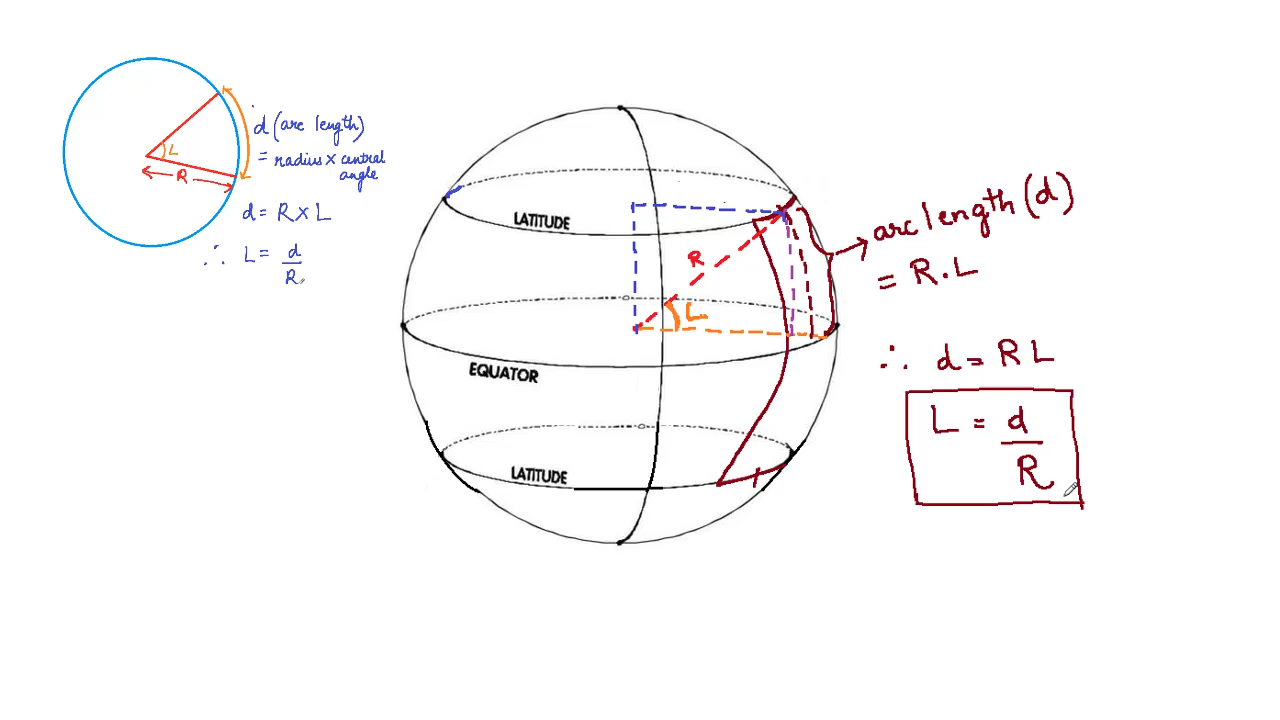 L
R
d (arc length)
= radius × central
angle
d = R × L
∴ L = d
R
LATITUDE
R
L
EQUATOR
LATITUDE
arc length (d)
= R . L
∴ d = R L
L = d
R